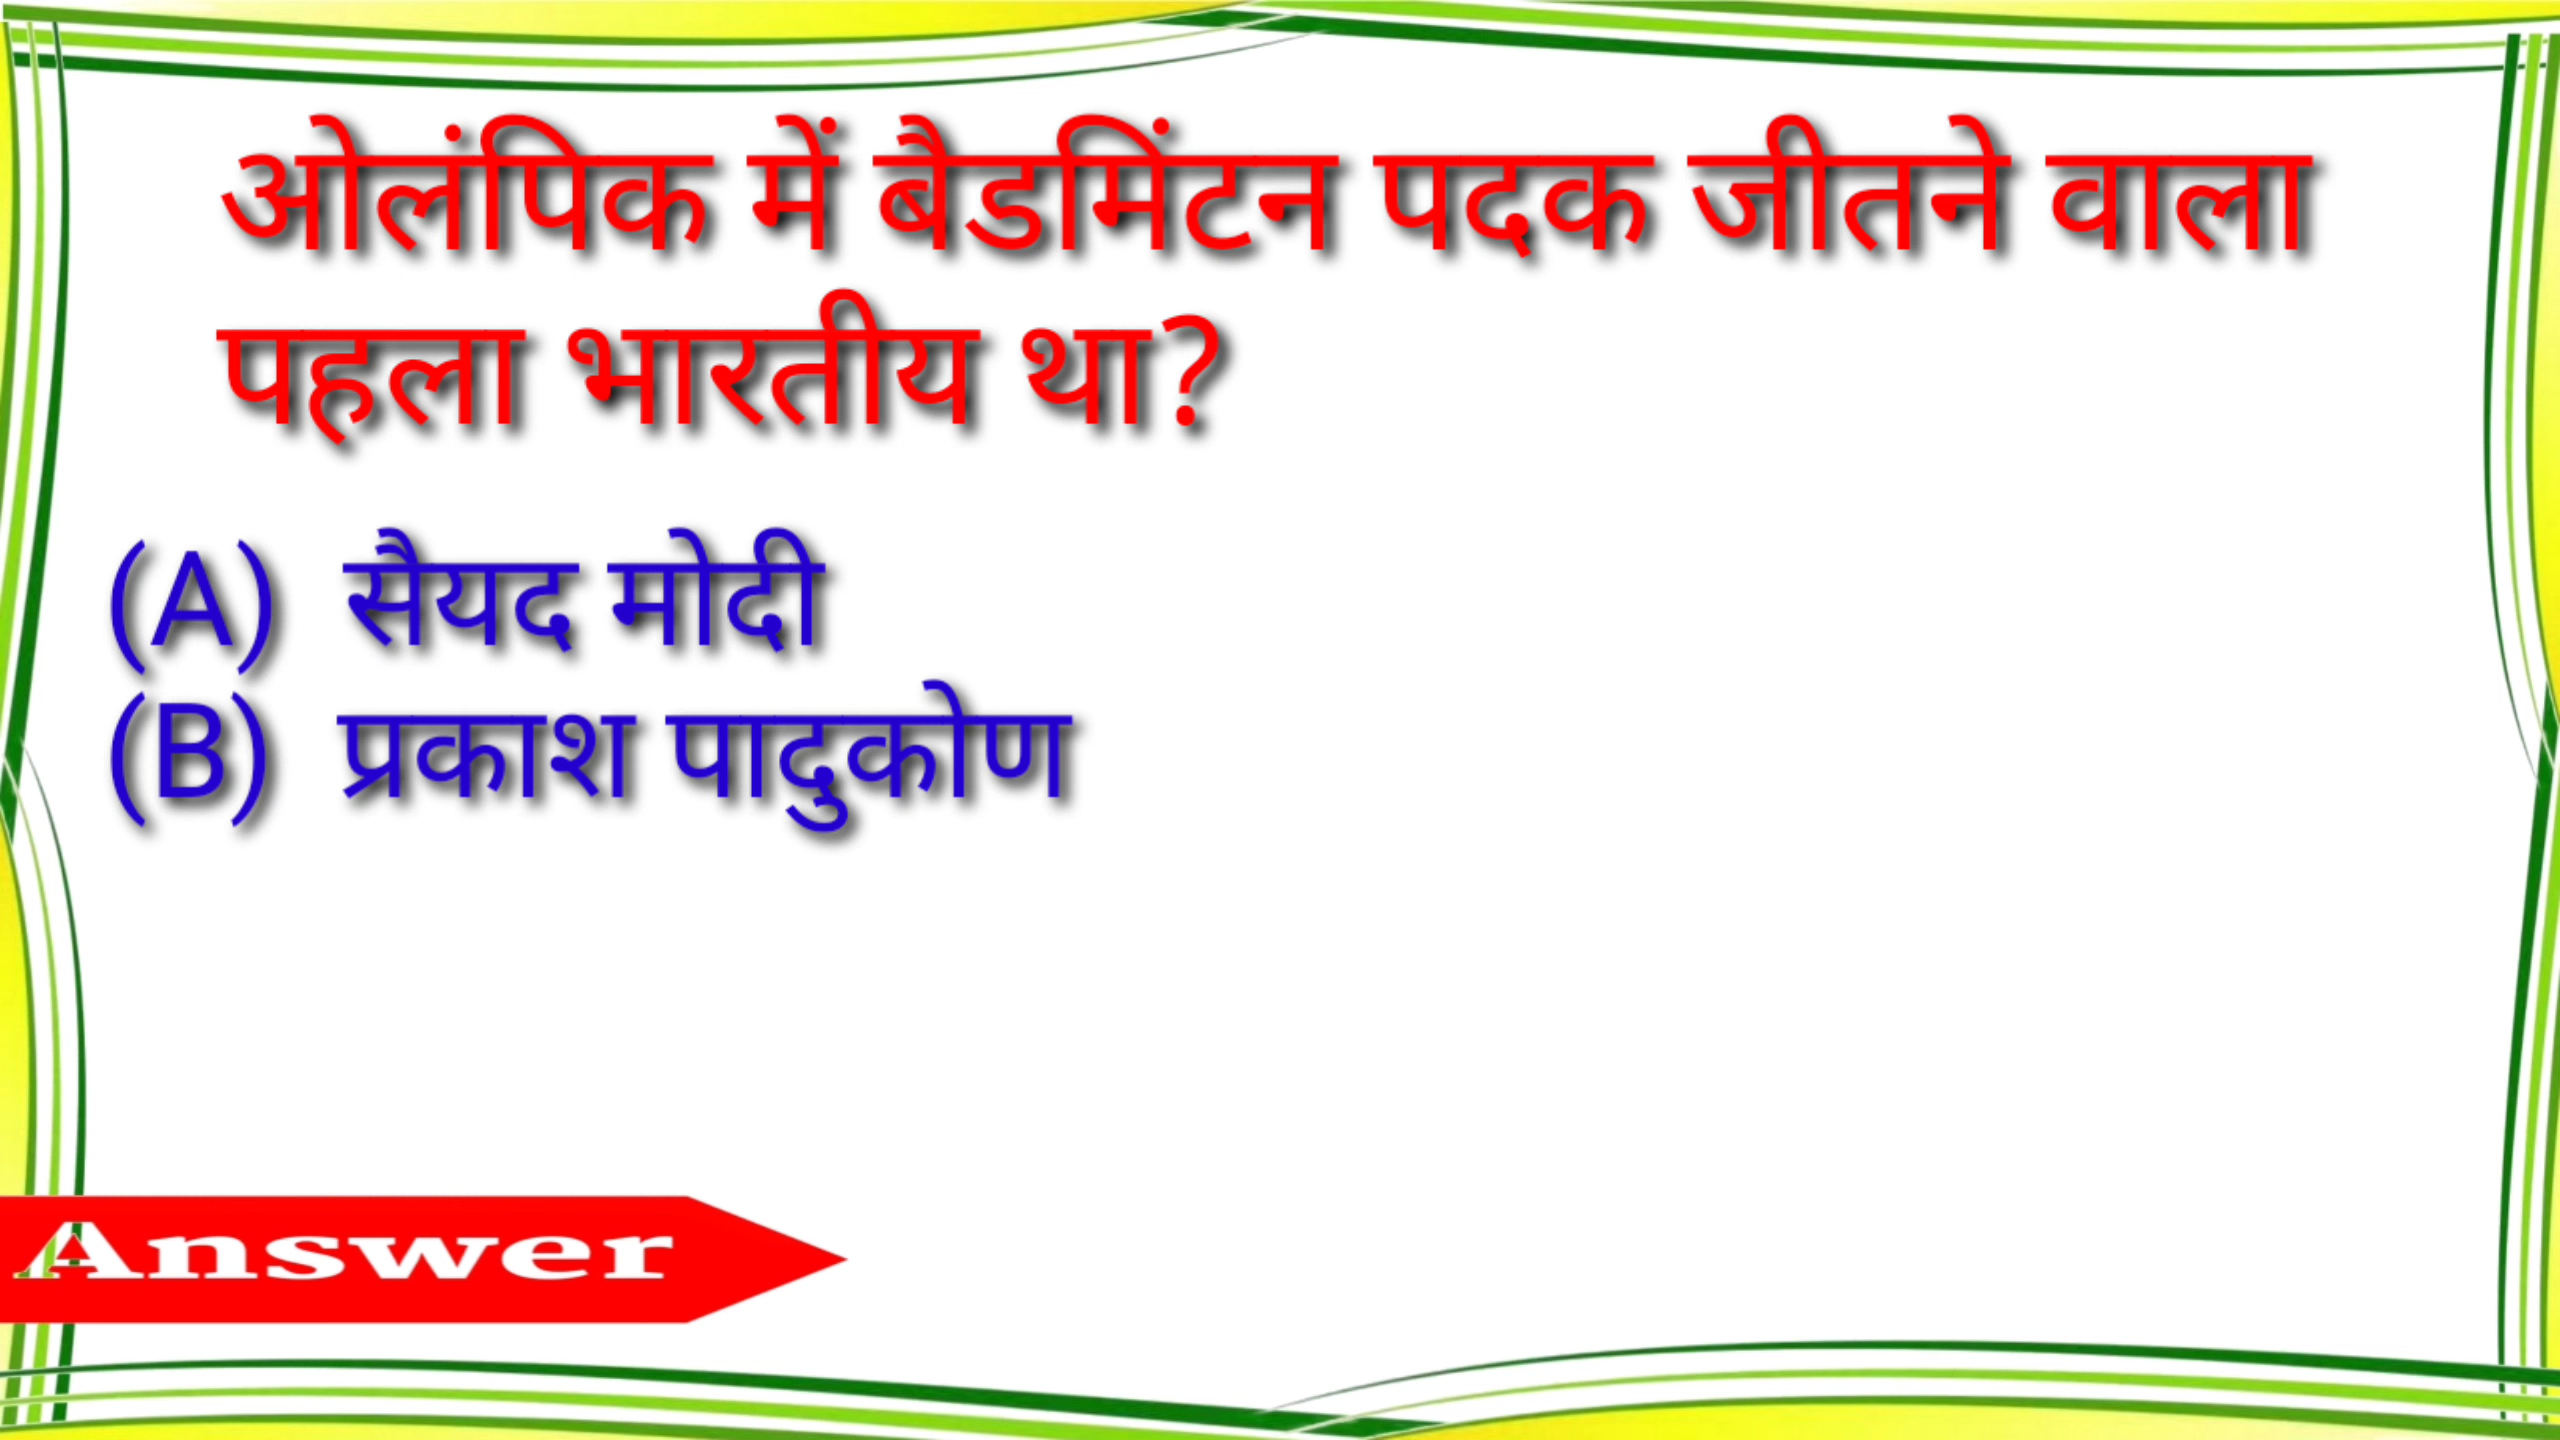 ओलंपिक में बैडमिंटन पदक जीतने वाला
पहला भारतीय था?
(A) सैयद मोदी
(B) प्रकाश पादुकोण
Answer